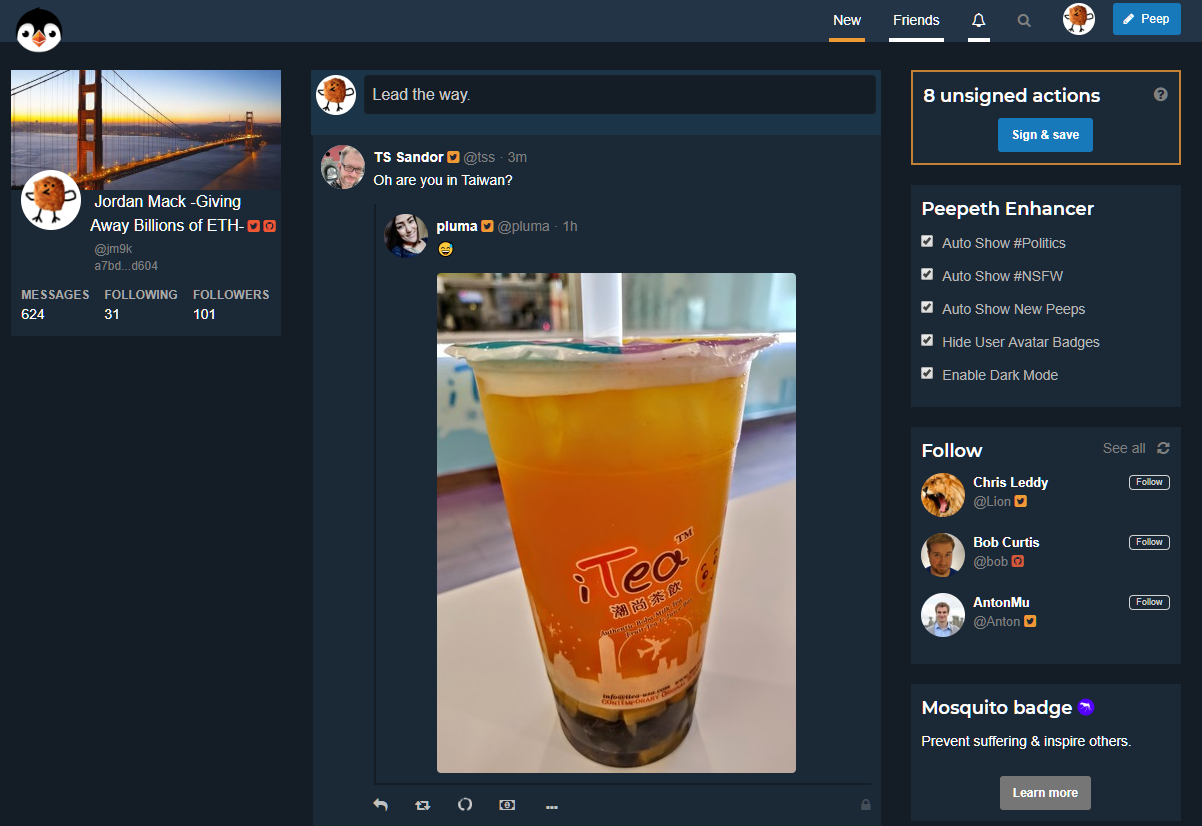 New
Friends
Peep
Jordan Mack -Giving
Away Billions of ETH-
@jm9k
a7bd...d604
MESSAGES FOLLOWING FOLLOWERS
624 31 101
Lead the way.
TS Sandor @tss · 3m
Oh are you in Taiwan?
pluma @pluma · 1h
iTea TM
潮尚茶飲
Authentic Boba Milk Tea
info@itea-usa.com
CONTEMPORARY
8 unsigned actions
Sign & save
Peepeth Enhancer
Auto Show #Politics
Auto Show #NSFW
Auto Show New Peeps
Hide User Avatar Badges
Enable Dark Mode
Follow See all
Chris Leddy
@Lion
Follow
Bob Curtis
@bob
Follow
AntonMu
@Anton
Follow
Mosquito badge
Prevent suffering & inspire others.
Learn more